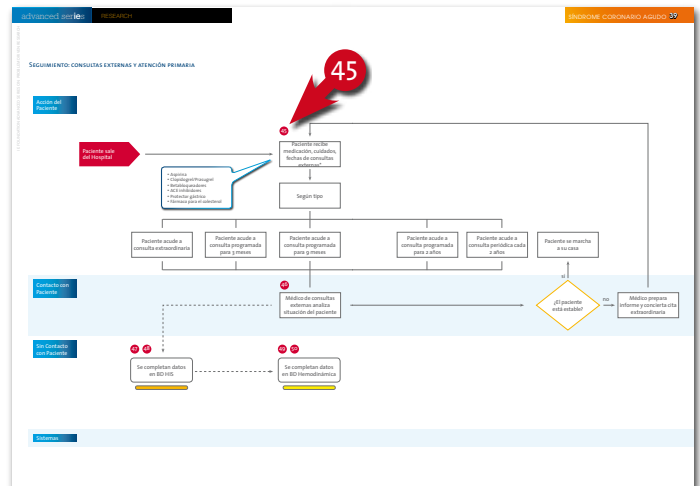 advanced series
RESEARCH
SÍNDROME CORONARIO AGUDO 39
SEGUIMIENTO: CONSULTAS EXTERNAS Y ATENCIÓN PRIMARIA
45
Acción del
Paciente
45
Paciente sale
del Hospital
Paciente recibe
medicación, cuidados,
fechas de consultas
externas*
• Aspirina
• Clopidogrel/Prasugrel
• Betabloqueadores
• ACE inhibidores
• Protector gástrico
• Fármaco para el colesterol
Según tipo
Paciente acude a
consulta extraordinaria
Paciente acude a
consulta programada
para 3 meses
Paciente acude a
consulta programada
para 9 meses
Paciente acude a
consulta programada
para 2 años
Paciente acude a
consulta periódica cada
2 años
Paciente se marcha
a su casa
Contacto con
Paciente
46
Médico de consultas
externas analiza
situación del paciente
si
¿El paciente
está estable?
no
Médico prepara
informe y concierta cita
extraordinaria
Sin Contacto
con Paciente
47 48
Se completan datos
en BD HIS
49 50
Se completan datos
en BD Hemodinámica
Sistemas